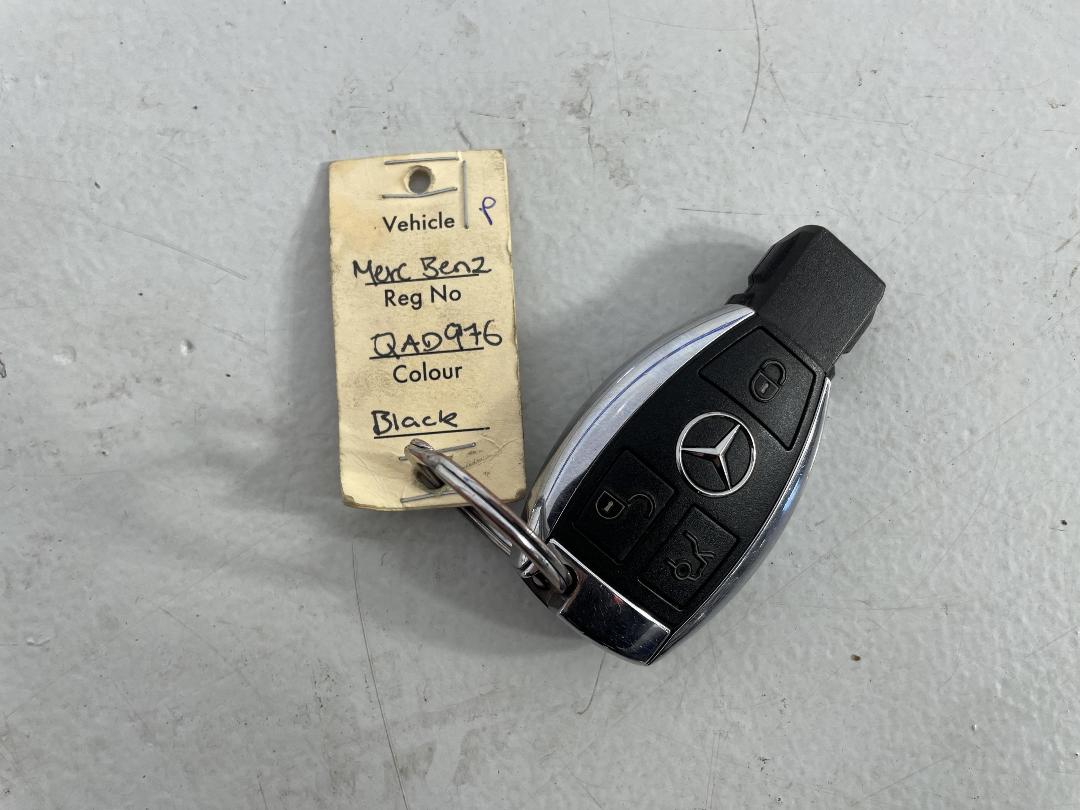 Vehicle
Merc Benz
Reg No
QAD976
Colour
Black